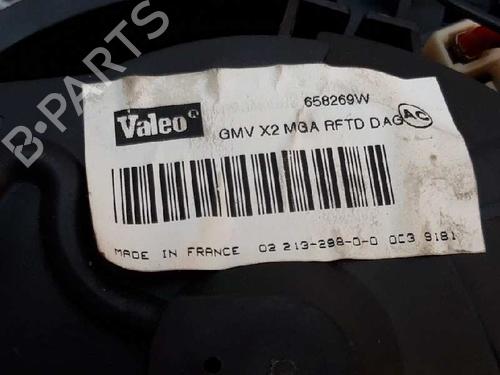 658269W
Valeo
GMV X2 MGA RFTD DAG AC
MADE IN FRANCE 02 213-298-0-0 0C3 9181
B-PARTS